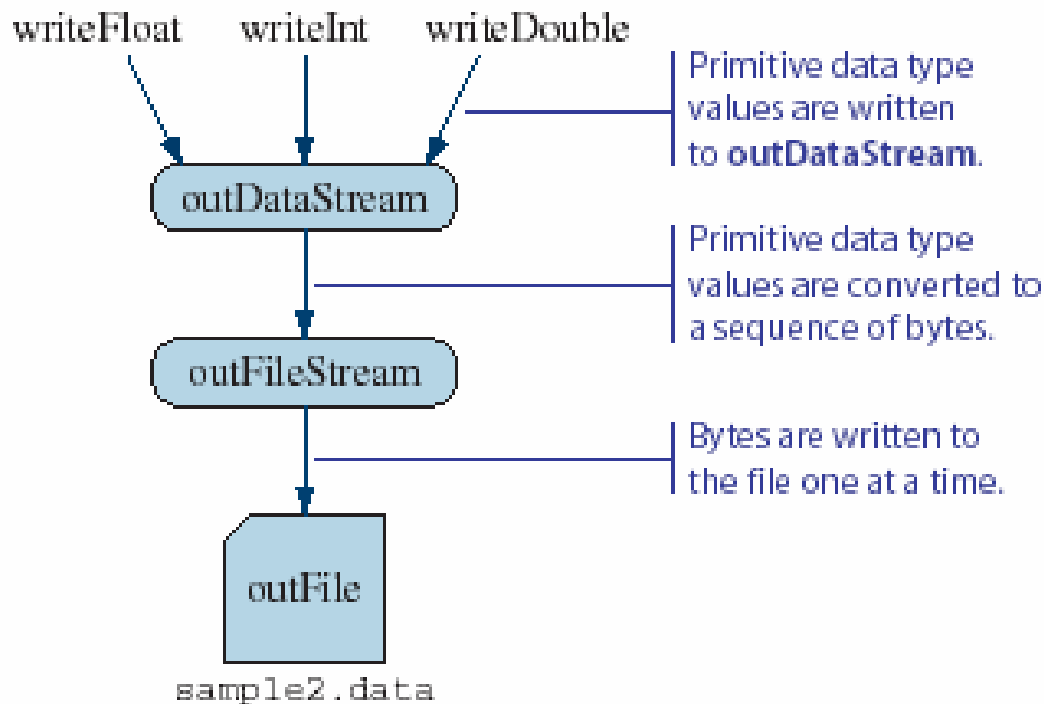 writeFloat writeInt writeDouble
Primitive data type
values are written
to outDataStream.
outDataStream
Primitive data type
values are converted to
a sequence of bytes.
outFileStream
Bytes are written to
the file one at a time.
outFile
sample2.data